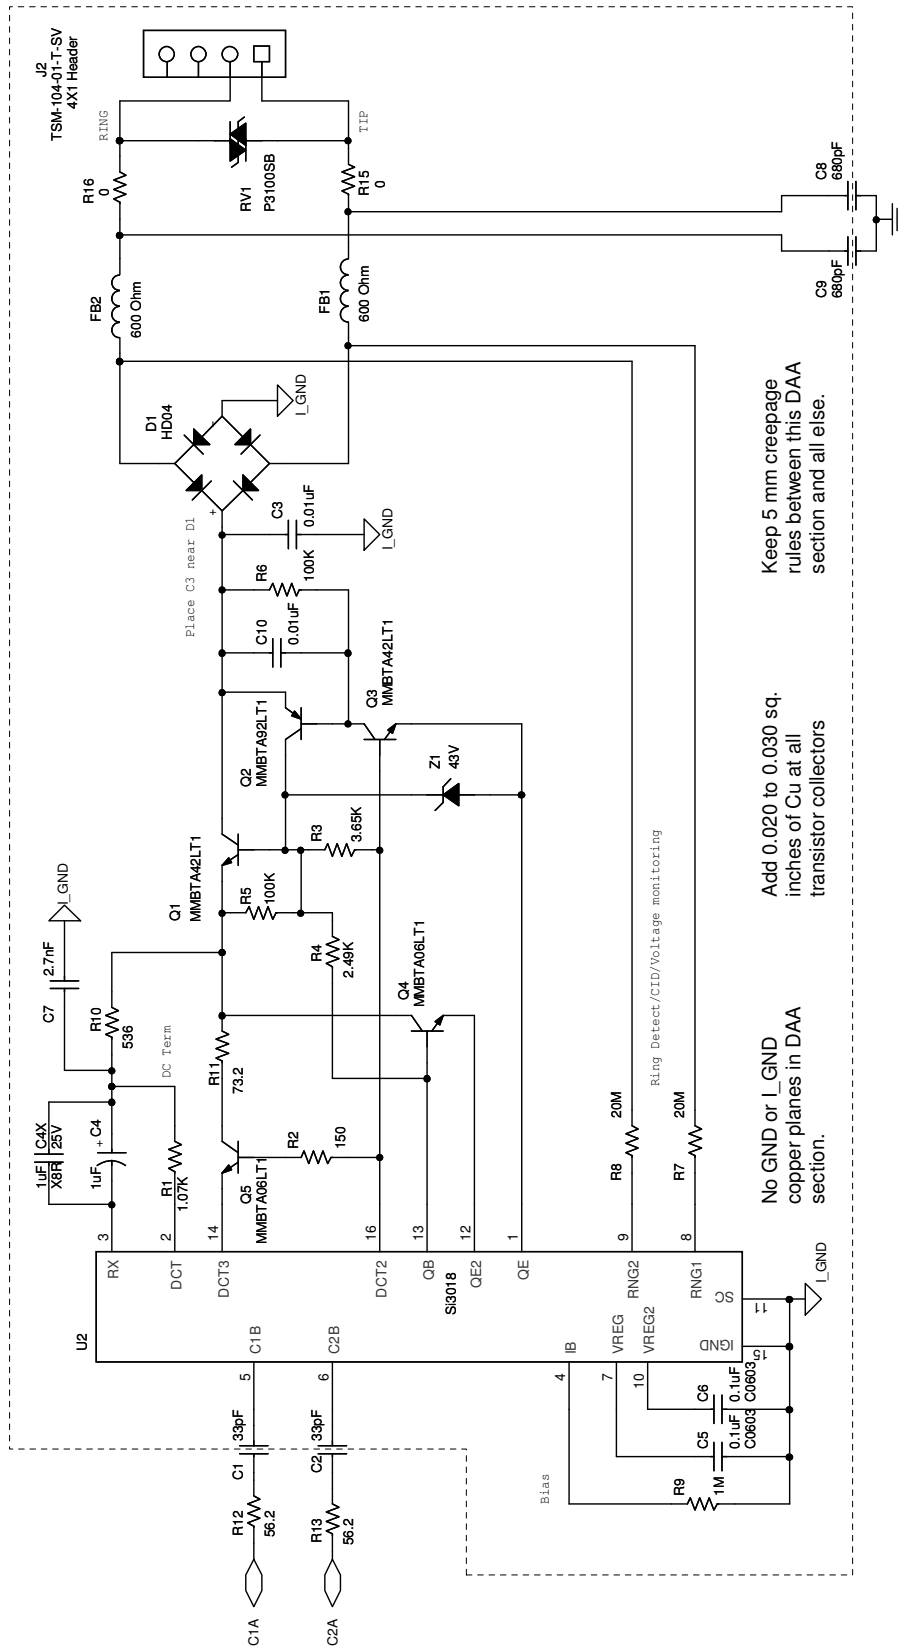 J2
TSM-104-01-T-SV
4X1 Header
RING
TIP
RV1
P3100SB
R16
0
R15
0
C8
680pF
C9
680pF
FB2
600 Ohm
FB1
600 Ohm
D1
HD04
-
+
I_GND
Place C3 near D1
C3
0.01uF
I_GND
R6
100K
C10
0.01uF
Q2
MMBTA92LT1
Q3
MMBTA42LT1
Z1
43V
Q1
MMBTA42LT1
R3
3.65K
R5
100K
R4
2.49K
Q4
MMBTA06LT1
I_GND
C7
2.7nF
R10
536
DC Term
R11
73.2
C4X
1uF
25V
X8R
+
C4
1uF
R1
1.07K
Q5
MMBTA06LT1
R2
150
Ring Detect/CID/Voltage monitoring
R8
20M
R7
20M
Keep 5 mm creepage
rules between this DAA
section and all else.
Add 0.020 to 0.030 sq.
inches of Cu at all
transistor collectors
No GND or I_GND
copper planes in DAA
section.
3
2
14
16
13
12
1
9
8
RX
DCT
DCT3
DCT2
QB
QE2
QE
RNG2
RNG1
U2
Si3018
C1B
C2B
IB
VREG
VREG2
IGND
SC
5
6
4
7
10
15
11
I_GND
C6
0.1uF
C0603
C5
0.1uF
C0603
R9
1M
Bias
C1
33pF
C2
33pF
R12
56.2
R13
56.2
C1A
C2A